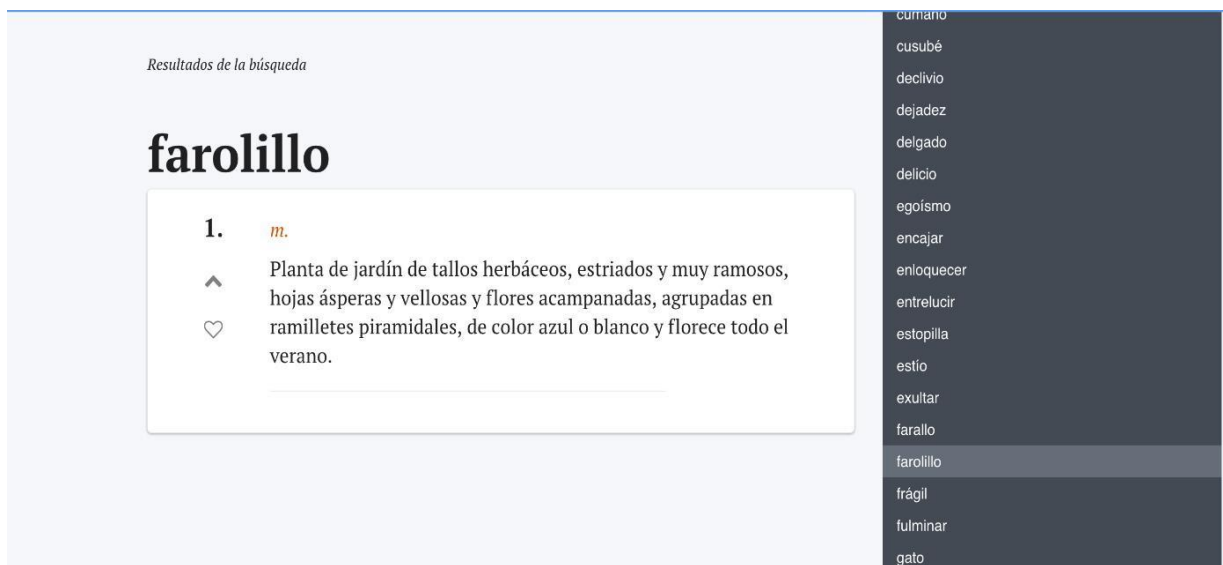 Resultados de la búsqueda
farolillo
1.
m.
Planta de jardín de tallos herbáceos, estriados y muy ramosos,
hojas ásperas y vellosas y flores acampanadas, agrupadas en
ramilletes piramidales, de color azul o blanco y florece todo el
verano.
cumano
cusubé
declivio
dejadez
delgado
delicio
egoísmo
encajar
enloquecer
entrelucir
estopilla
estío
exultar
farallo
farolillo
frágil
fulminar
gato